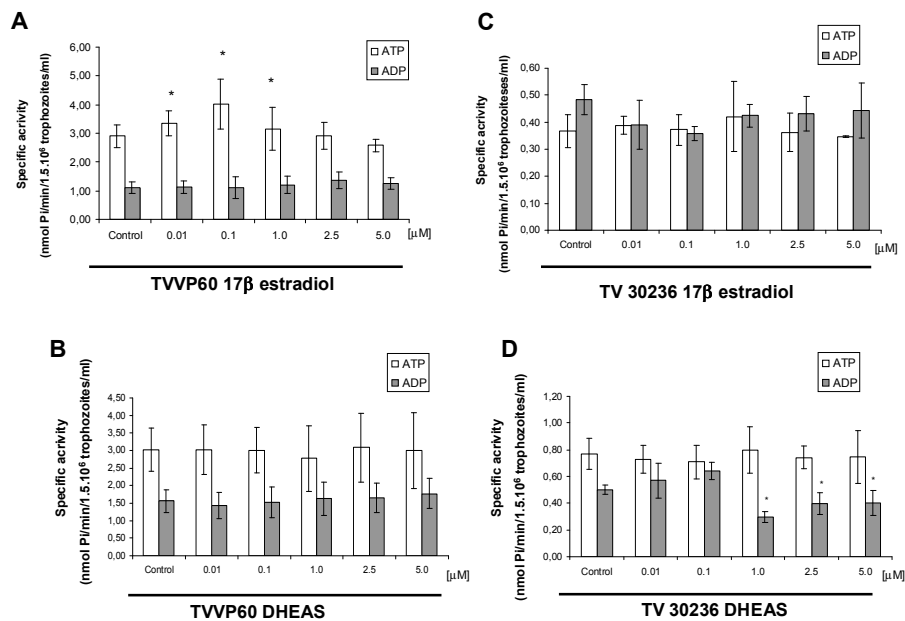 A
Specific acrivity
(nmol Pi/min/1.5.10⁶ trophozoites/ml)
6,00
5,00
4,00
3,00
2,00
1,00
0,00
* * *
ATP
ADP
Control 0.01 0.1 1.0 2.5 5.0 [µM]
TVVP60 17β estradiol
C
Specific acrivity
(nmol Pi/min/1.5.10⁶ trophozoiteses/ml)
0,60
0,50
0,40
0,30
0,20
0,10
0,00
ATP
ADP
Control 0.01 0.1 1.0 2.5 5.0 [µM]
TV 30236 17β estradiol
B
Specific acrivity
(nmol Pi/min/1.5.10⁶ trophozoites/ml)
4,50
4,00
3,50
3,00
2,50
2,00
1,50
1,00
0,50
0,00
ATP
ADP
Control 0.01 0.1 1.0 2.5 5.0 [µM]
TVVP60 DHEAS
D
Specific acrivity
(nmol Pi/min/1.5.10⁶ trophozoites/ml)
1,20
1,00
0,80
0,60
0,40
0,20
0,00
ATP
ADP
* * *
Control 0.01 0.1 1.0 2.5 5.0 [µM]
TV 30236 DHEAS